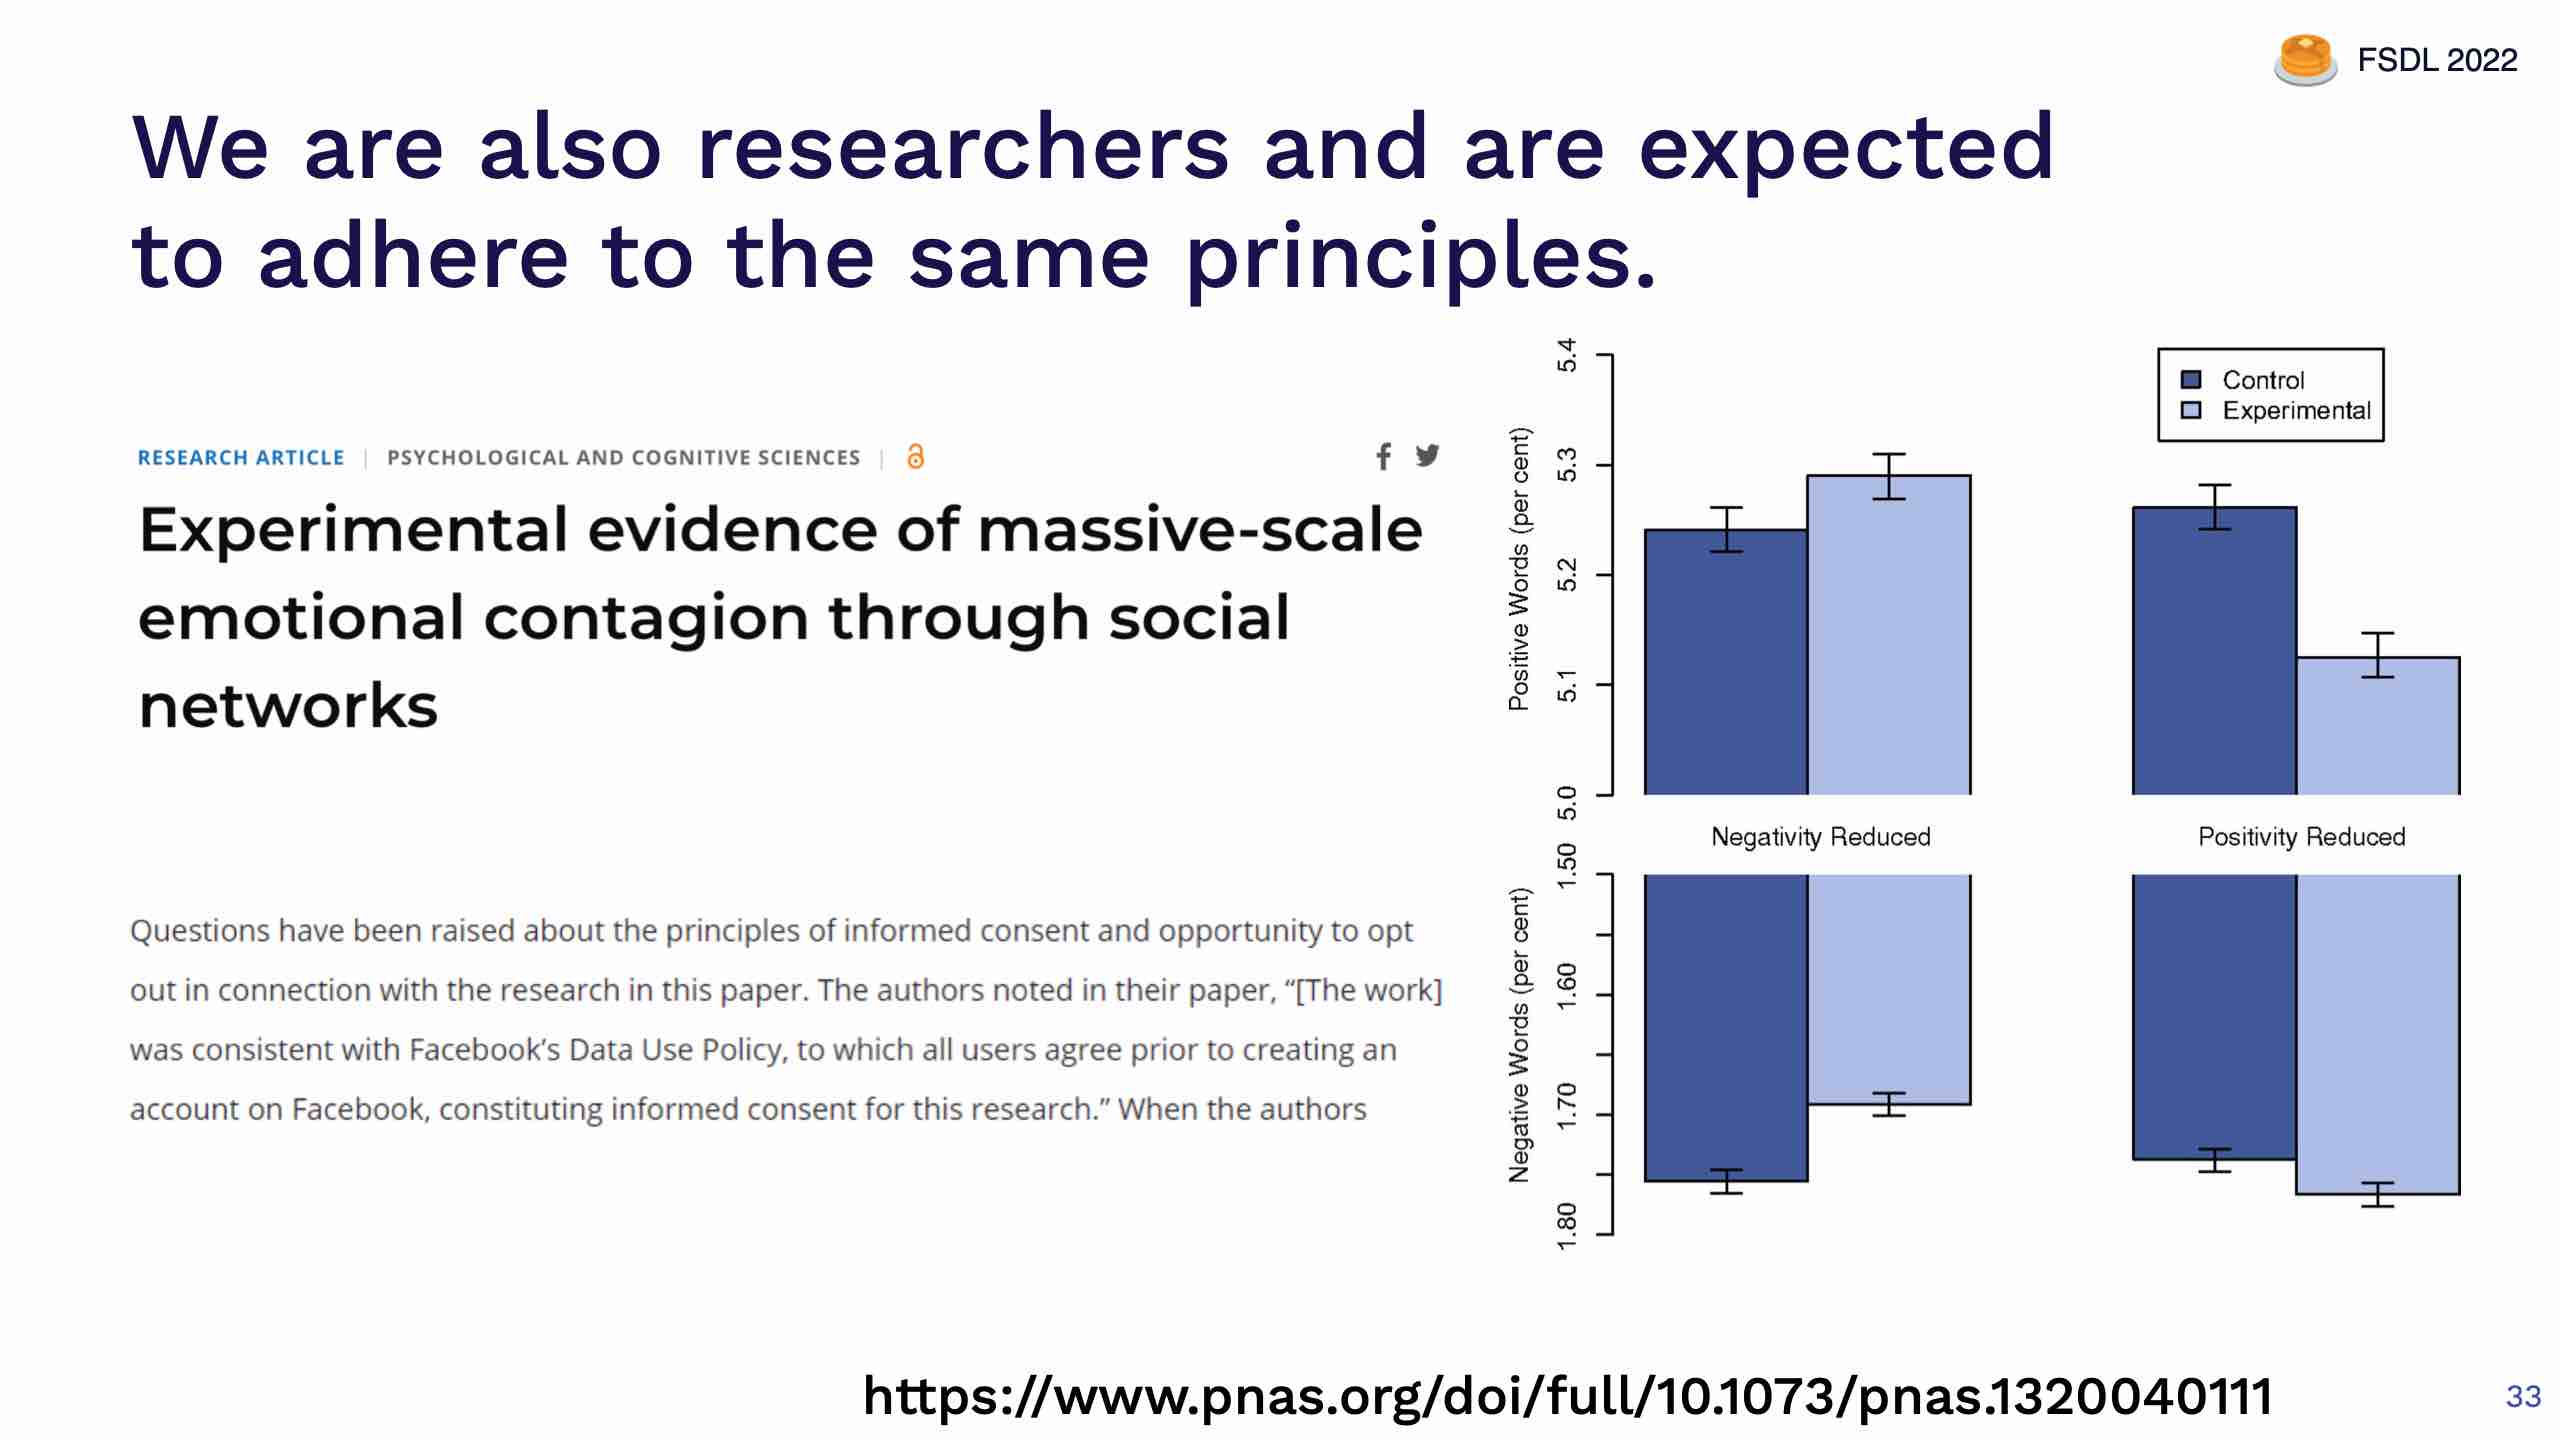 FSDL 2022
We are also researchers and are expected
to adhere to the same principles.
RESEARCH ARTICLE | PSYCHOLOGICAL AND COGNITIVE SCIENCES |
Experimental evidence of massive-scale
emotional contagion through social
networks
Questions have been raised about the principles of informed consent and opportunity to opt
out in connection with the research in this paper. The authors noted in their paper, “[The work]
was consistent with Facebook’s Data Use Policy, to which all users agree prior to creating an
account on Facebook, constituting informed consent for this research.” When the authors
Control
Experimental
Positive Words (per cent)
5.4
5.3
5.2
5.1
5.0
Negativity Reduced
Positivity Reduced
Negative Words (per cent)
1.50
1.60
1.70
1.80
https://www.pnas.org/doi/full/10.1073/pnas.1320040111
33